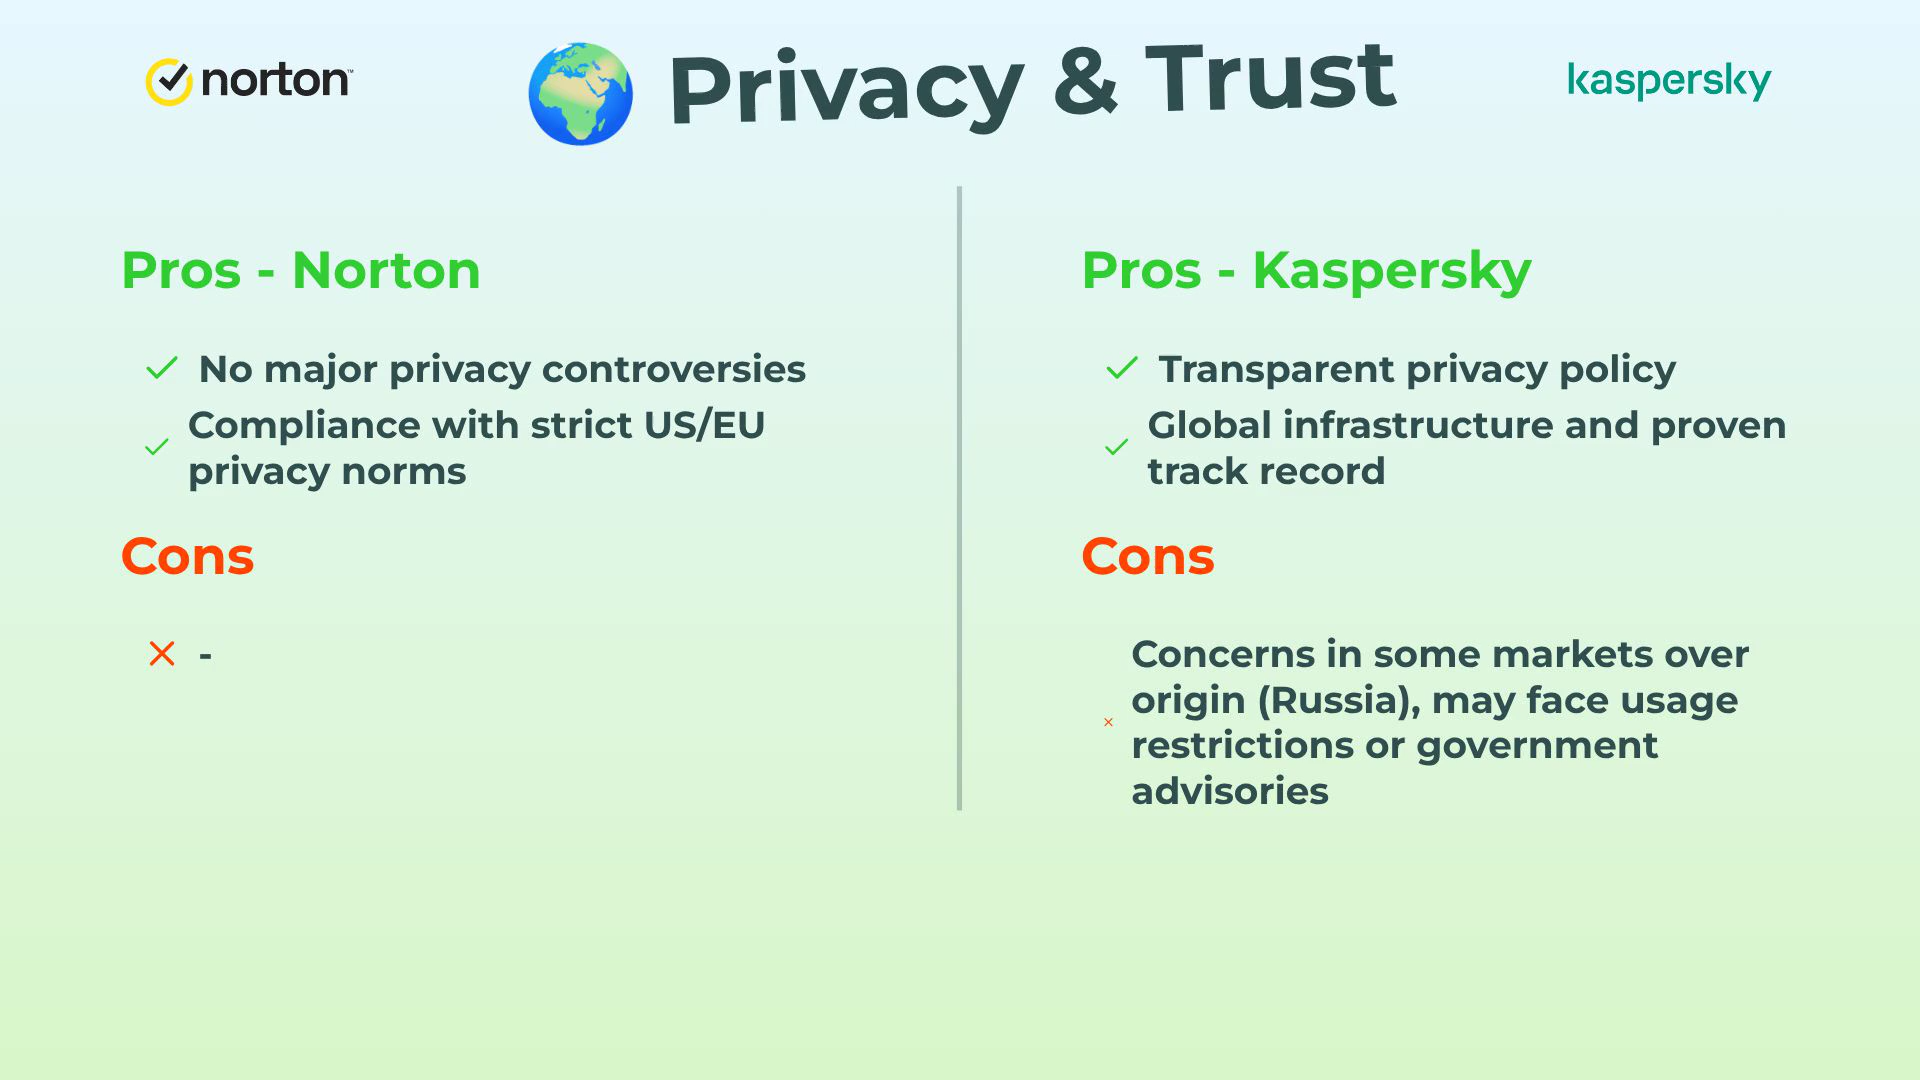 norton™
Privacy & Trust
kaspersky
Pros - Norton
No major privacy controversies
Compliance with strict US/EU
privacy norms
Cons
-
Pros - Kaspersky
Transparent privacy policy
Global infrastructure and proven
track record
Cons
Concerns in some markets over
origin (Russia), may face usage
restrictions or government
advisories